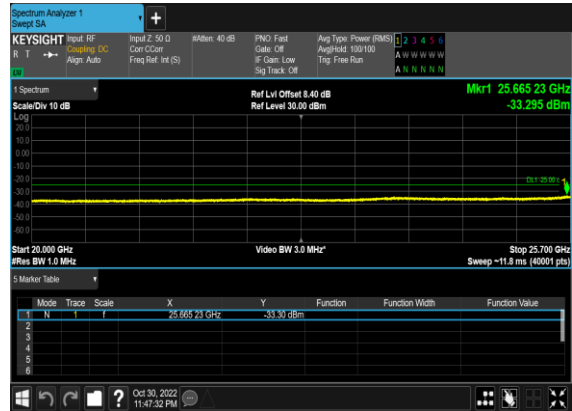 Spectrum Analyzer 1
Swept SA
+
KEYSIGHT
R T
Input: RF
Coupling: DC
Align: Auto
Input Z: 50 Ω
Corr CCorr
Freq Ref: Int (S)
#Atten: 40 dB
PNO: Fast
Gate: Off
IF Gain: Low
Sig Track: Off
Avg Type: Power (RMS)
Avg|Hold: 100/100
Trig: Free Run
1 2 3 4 5 6
A W W W W W
A N N N N N
1 Spectrum
Scale/Div 10 dB
Ref Lvl Offset 8.40 dB
Ref Level 30.00 dBm
Mkr1 25.665 23 GHz
-33.295 dBm
Log
20.0
10.0
0.00
-10.0
-20.0
-30.0
-40.0
-50.0
-60.0
1
Start 20.000 GHz
#Res BW 1.0 MHz
Video BW 3.0 MHz*
Stop 25.700 GHz
Sweep ~11.8 ms (40001 pts)
5 Marker Table
Mode Trace Scale X Y Function Function Width Function Value
1 N 1 f 25.665 23 GHz -33.30 dBm
2
3
4
5
6
?
Oct 30, 2022
11:47:32 PM